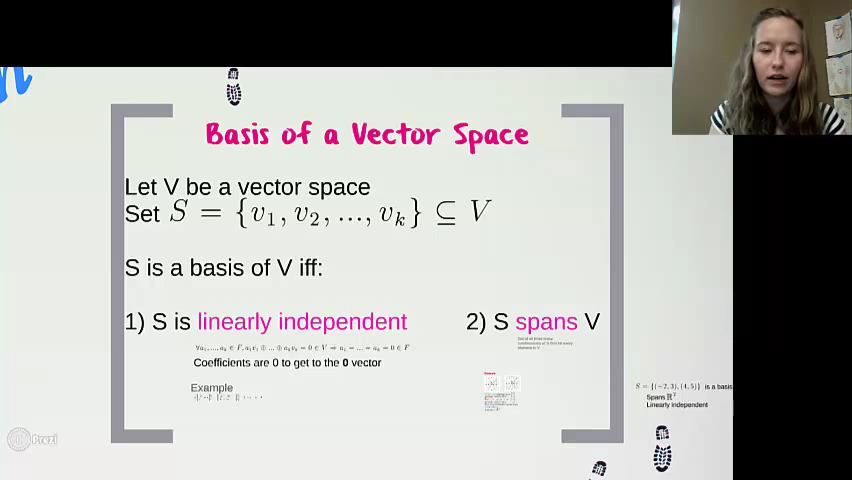 Basis of a Vector Space
Let V be a vector space
Set S = {v₁, v₂, ..., vₖ} ⊆ V
S is a basis of V iff:
1) S is linearly independent
2) S spans V
Coefficients are 0 to get to the 0 vector
Example
S = {(−2, 3), (4, 5)} is a basis
Spans ℝ²
Linearly independent
Prezi